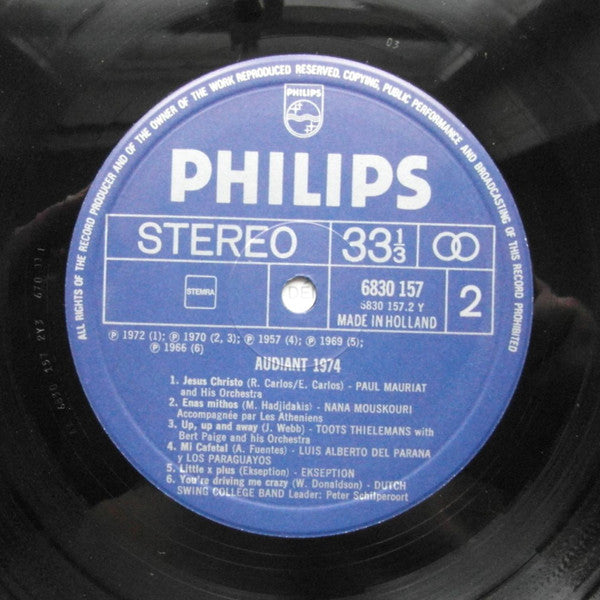 ALL RIGHTS OF THE RECORD PRODUCER AND OF THE OWNER OF THE WORK REPRODUCED RESERVED. COPYING, PUBLIC PERFORMANCE AND BROADCASTING OF THIS RECORD PROHIBITED
PHILIPS
PHILIPS
STEREO 33⅓
STEMRA
6830 157
6830 157.2 Y
MADE IN HOLLAND
2
℗ 1972 (1); ℗ 1970 (2, 3); ℗ 1957 (4); ℗ 1969 (5);
℗ 1966 (6)
AUDIANT 1974
1. Jesus Christo (R. Carlos/E. Carlos) - PAUL MAURIAT
and His Orchestra
2. Enas mithos (M. Hadjidakis) - NANA MOUSKOURI
Accompagnée par Les Atheniens
3. Up, up and away (J. Webb) - TOOTS THIELEMANS with
Bert Paige and his Orchestra
4. Mi Cafetal (A. Fuentes) - LUIS ALBERTO DEL PARANA
y LOS PARAGUAYOS
5. Little x plus (Ekseption) - EKSEPTION
6. You're driving me crazy (W. Donaldson) - DUTCH
SWING COLLEGE BAND Leader: Peter Schilperoort